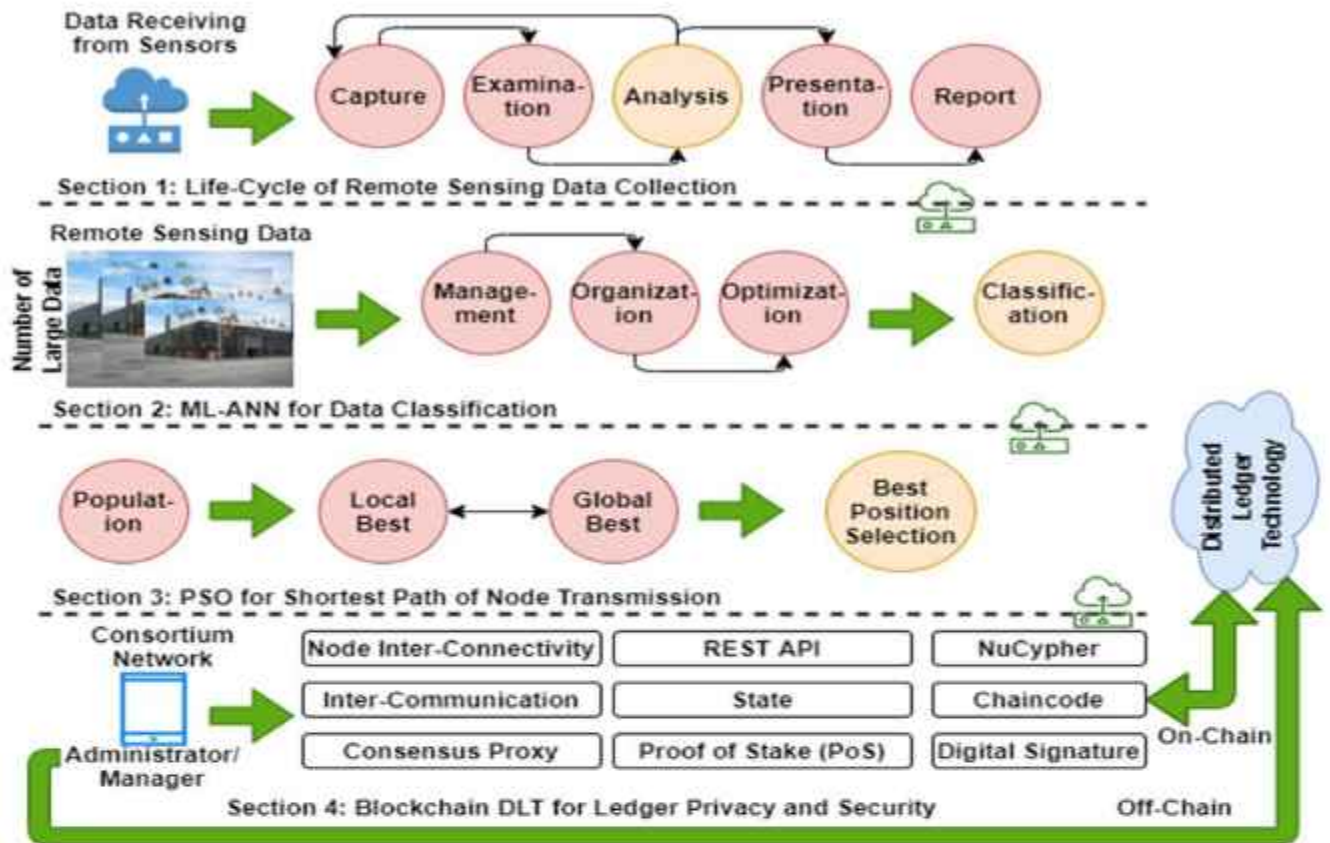 Data Receiving
from Sensors
Capture
Examina-
tion
Analysis
Presenta-
tion
Report
Section 1: Life-Cycle of Remote Sensing Data Collection
Remote Sensing Data
Number of
Large Data
Manage-
ment
Organizat-
ion
Optimizat-
ion
Classific-
ation
Section 2: ML-ANN for Data Classification
Populat-
ion
Local
Best
Global
Best
Best
Position
Selection
Distributed
Ledger
Technology
Section 3: PSO for Shortest Path of Node Transmission
Consortium
Network
Administrator/
Manager
Node Inter-Connectivity
REST API
NuCypher
Inter-Communication
State
Chaincode
Consensus Proxy
Proof of Stake (PoS)
Digital Signature
On-Chain
Section 4: Blockchain DLT for Ledger Privacy and Security
Off-Chain